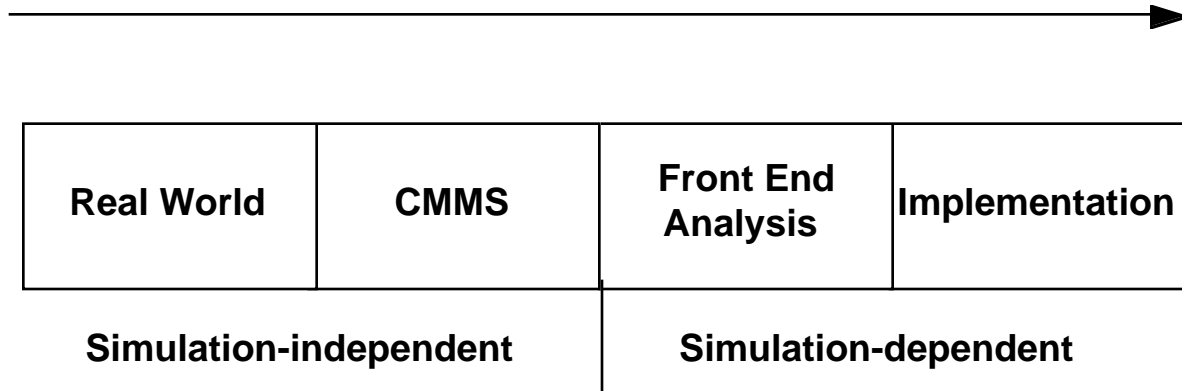 Real World
CMMS
Front End
Analysis
Implementation
Simulation-independent
Simulation-dependent